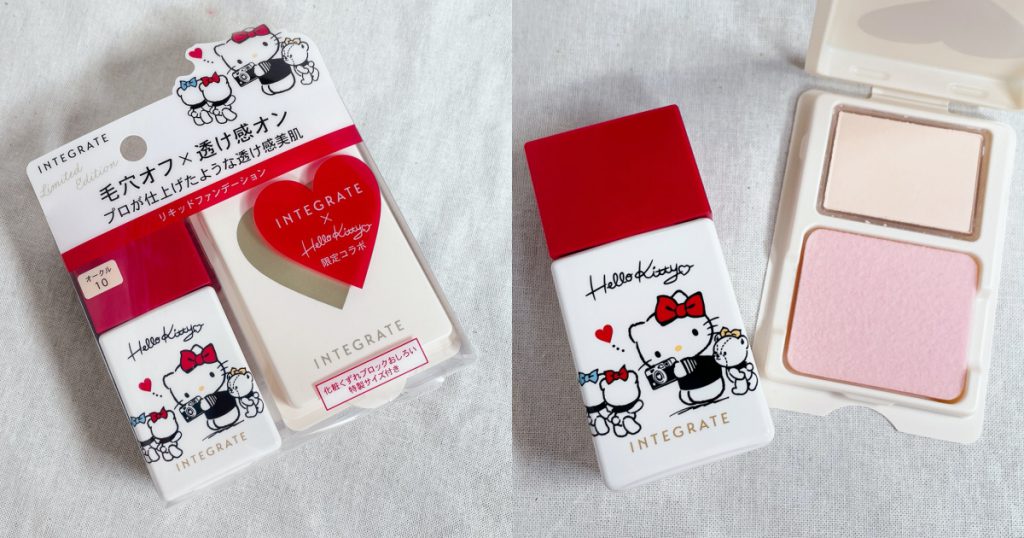 INTEGRATE
Limited
Edition
毛穴オフ×透け感オン
プロが仕上げたような透け感美肌
リキッドファンデーション
オークル
10
Hello Kitty
INTEGRATE
INTEGRATE
×
Hello Kitty
限定コラボ
INTEGRATE
化粧くずれブロックおしろい
特製サイズ付き
Hello Kitty
INTEGRATE